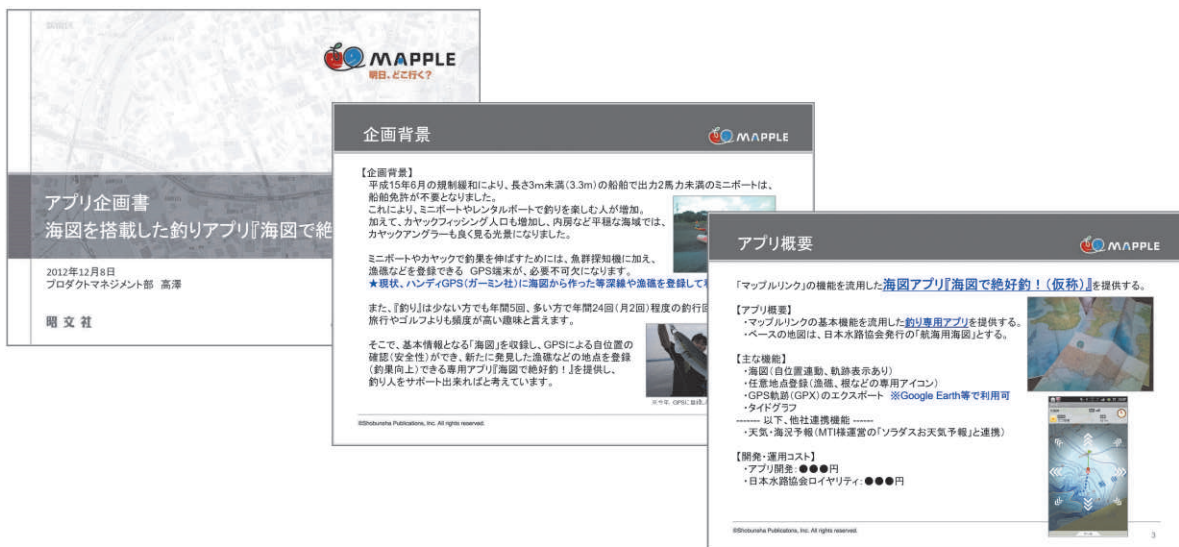 MAPPLE
明日、どこ行く?
アプリ企画書
海図を搭載した釣りアプリ『海図で絶
2012年12月8日
プロダクトマネジメント部 高澤
昭文社
企画背景
MAPPLE
【企画背景】
平成15年6月の規制緩和により、長さ3m未満(3.3m)の船舶で出力2馬力未満のミニボートは、
船舶免許が不要となりました。
これにより、ミニボートやレンタルボートで釣りを楽しむ人が増加。
加えて、カヤックフィッシング人口も増加し、内房など平穏な海域では、
カヤックアングラーも良く見る光景になりました。
ミニボートやカヤックで釣果を伸ばすためには、魚群探知機に加え、
漁礁などを登録できる GPS端末が、必要不可欠になります。
★現状、ハンディGPS(ガーミン社)に海図から作った等深線や漁礁を登録して
また、『釣り』は少ない方でも年間5回、多い方で年間24回(月2回)程度の釣行回
旅行やゴルフよりも頻度が高い趣味と言えます。
そこで、基本情報となる「海図」を収録し、GPSによる自位置の
確認(安全性)ができ、新たに発見した漁礁などの地点を登録
(釣果向上)できる専用アプリ『海図で絶好釣!』を提供し、
釣り人をサポート出来ればと考えています。
※今年、GPSに登録し
©Shobunsha Publications, Inc. All rights reserved.
アプリ概要
MAPPLE
「マップルリンク」の機能を流用した海図アプリ『海図で絶好釣!(仮称)』を提供する。
【アプリ概要】
・マップルリンクの基本機能を流用した釣り専用アプリを提供する。
・ベースの地図は、日本水路協会発行の「航海用海図」とする。
【主な機能】
・海図(自位置連動、軌跡表示あり)
・任意地点登録(漁礁、根などの専用アイコン)
・GPS軌跡(GPX)のエクスポート ※Google Earth等で利用可
・タイドグラフ
------- 以下、他社連携機能 ------
・天気・海況予報(MTI様運営の「ソラダスお天気予報」と連携)
【開発・運用コスト】
・アプリ開発:●●●円
・日本水路協会ロイヤリティ:●●●円
©Shobunsha Publications, Inc. All rights reserved.
3